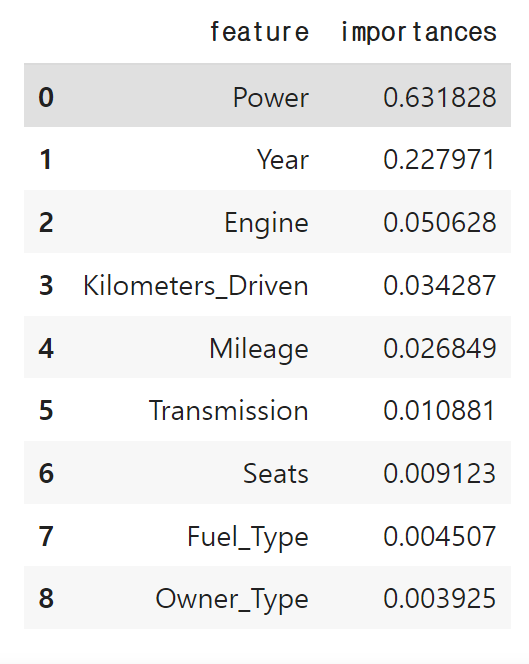 feature importances
0 Power 0.631828
1 Year 0.227971
2 Engine 0.050628
3 Kilometers_Driven 0.034287
4 Mileage 0.026849
5 Transmission 0.010881
6 Seats 0.009123
7 Fuel_Type 0.004507
8 Owner_Type 0.003925